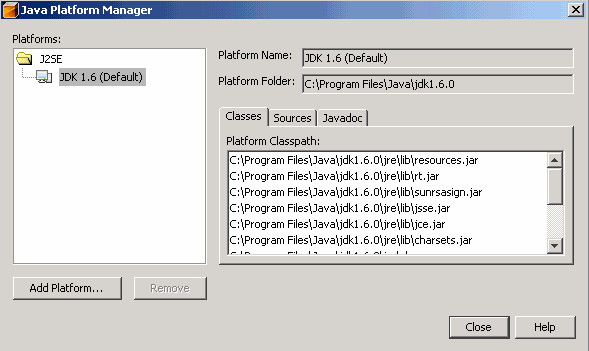 Java Platform Manager
Platforms:
J2SE
JDK 1.6 (Default)
Platform Name: JDK 1.6 (Default)
Platform Folder: C:\Program Files\Java\jdk1.6.0
Classes Sources Javadoc
Platform Classpath:
C:\Program Files\Java\jdk1.6.0\jre\lib\resources.jar
C:\Program Files\Java\jdk1.6.0\jre\lib\rt.jar
C:\Program Files\Java\jdk1.6.0\jre\lib\sunrsasign.jar
C:\Program Files\Java\jdk1.6.0\jre\lib\jsse.jar
C:\Program Files\Java\jdk1.6.0\jre\lib\jce.jar
C:\Program Files\Java\jdk1.6.0\jre\lib\charsets.jar
Add Platform... Remove
Close Help